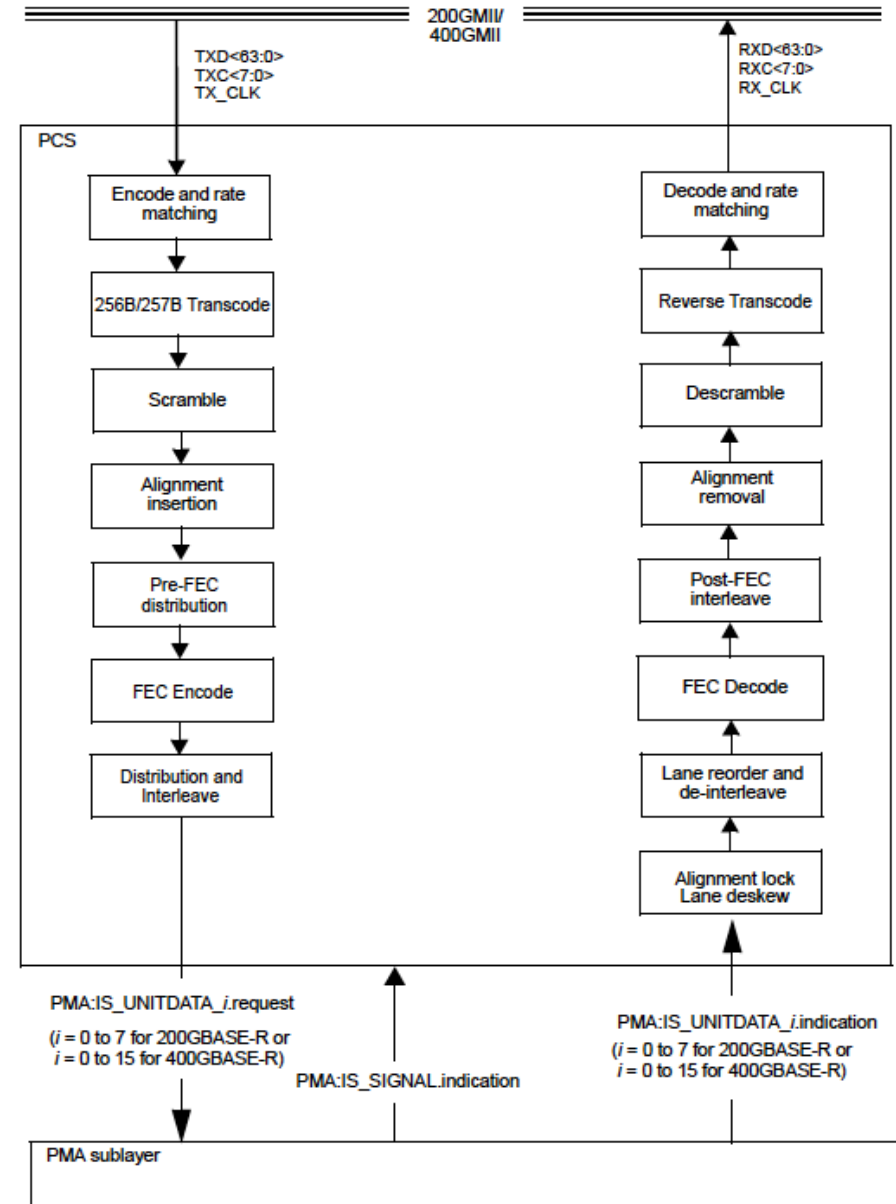 200GMII/
400GMII
TXD<63:0>
TXC<7:0>
TX_CLK
RXD<63:0>
RXC<7:0>
RX_CLK
PCS
Encode and rate
matching
256B/257B Transcode
Scramble
Alignment
insertion
Pre-FEC
distribution
FEC Encode
Distribution and
Interleave
Decode and rate
matching
Reverse Transcode
Descramble
Alignment
removal
Post-FEC
interleave
FEC Decode
Lane reorder and
de-interleave
Alignment lock
Lane deskew
PMA:IS_UNITDATA_i.request
(i = 0 to 7 for 200GBASE-R or
i = 0 to 15 for 400GBASE-R)
PMA:IS_SIGNAL.indication
PMA:IS_UNITDATA_i.indication
(i = 0 to 7 for 200GBASE-R or
i = 0 to 15 for 400GBASE-R)
PMA sublayer